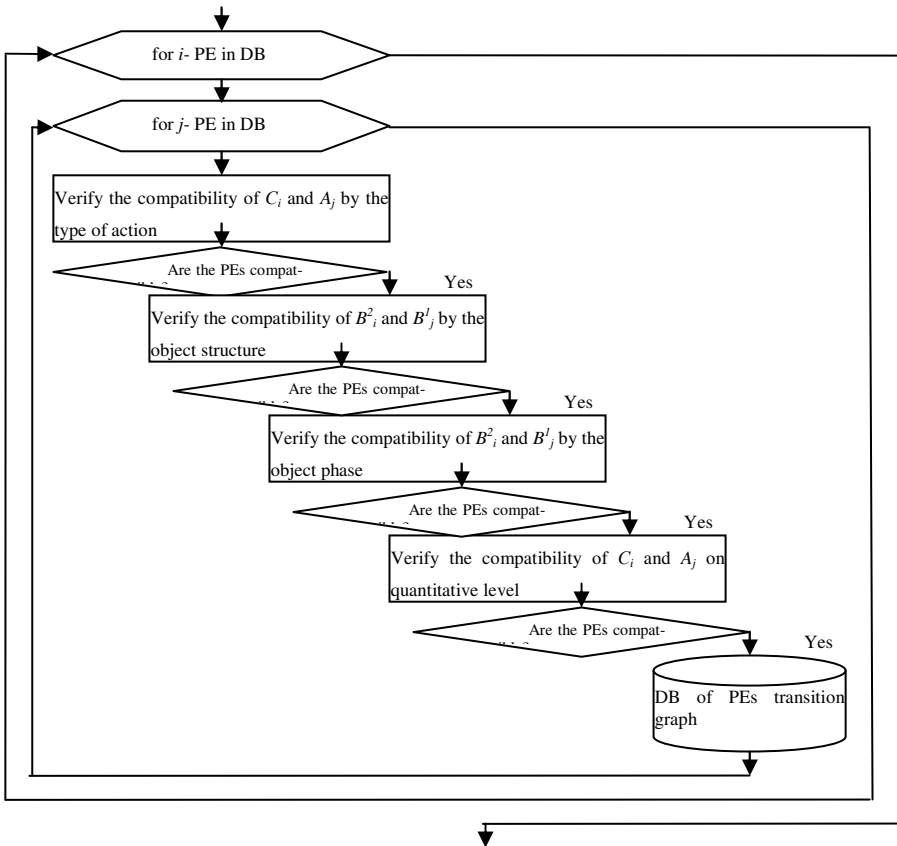 for i- PE in DB
for j- PE in DB
Verify the compatibility of Cᵢ and Aⱼ by the
type of action
Are the PEs compat-
Yes
Verify the compatibility of B²ᵢ and B¹ⱼ by the
object structure
Are the PEs compat-
Yes
Verify the compatibility of B²ᵢ and B¹ⱼ by the
object phase
Are the PEs compat-
Yes
Verify the compatibility of Cᵢ and Aⱼ on
quantitative level
Are the PEs compat-
Yes
DB of PEs transition
graph